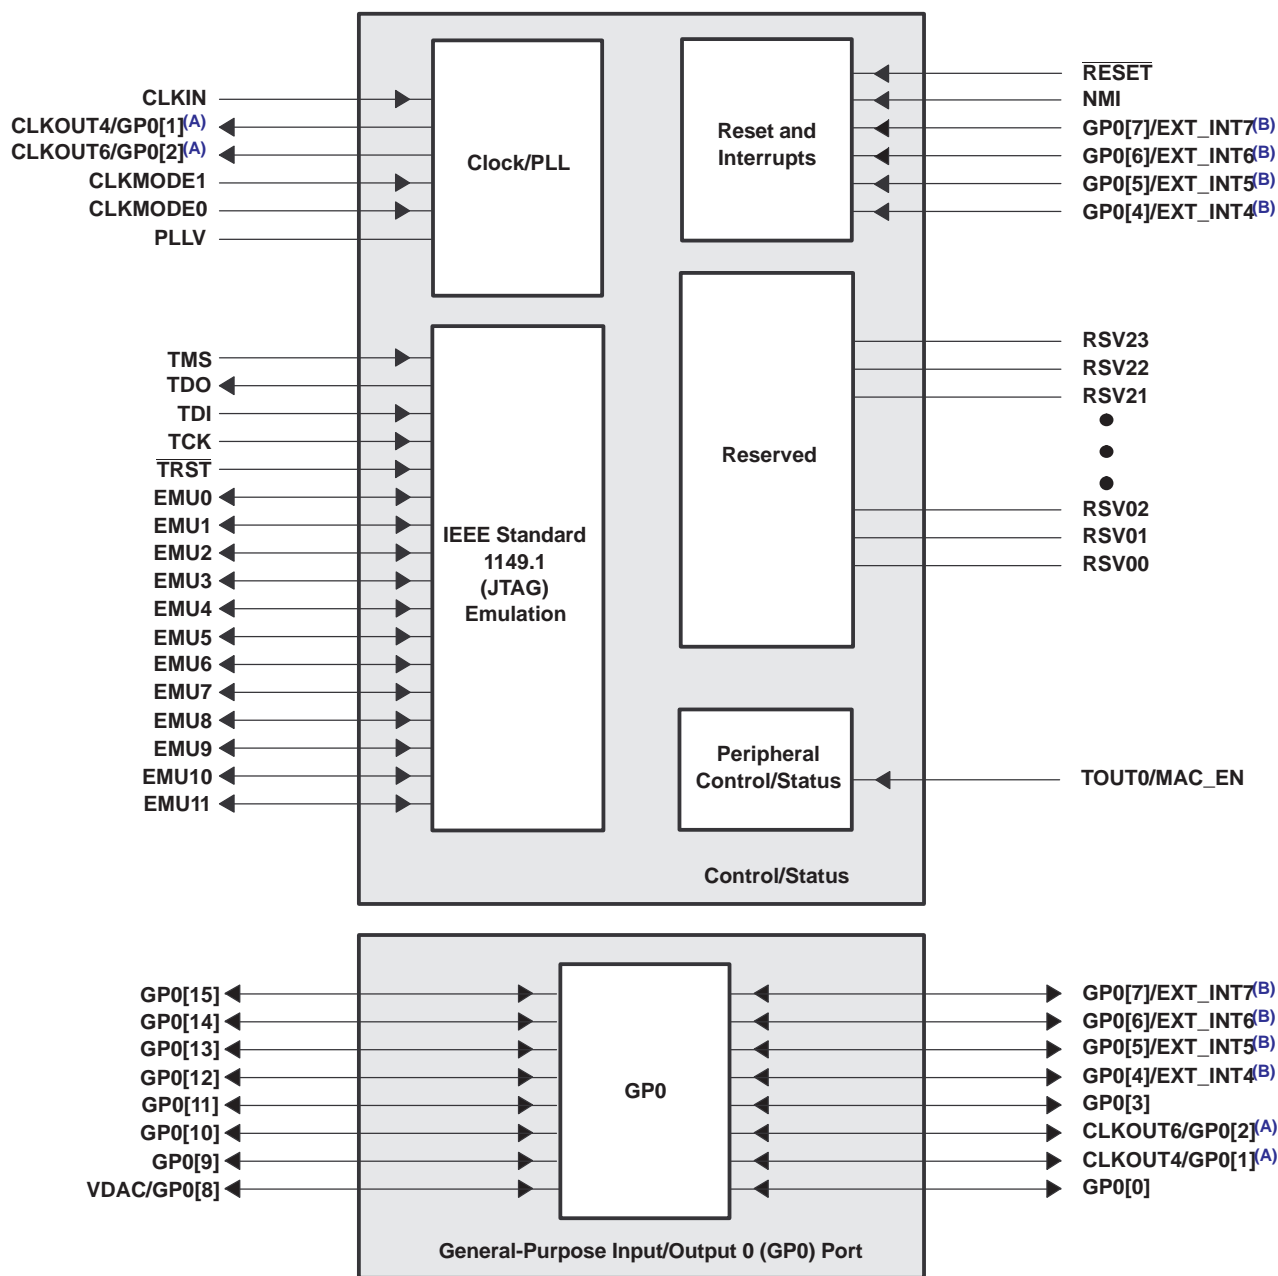 CLKIN
CLKOUT4/GP0[1](A)
CLKOUT6/GP0[2](A)
CLKMODE1
CLKMODE0
PLLV
Clock/PLL
Reset and
Interrupts
RESET
NMI
GP0[7]/EXT_INT7(B)
GP0[6]/EXT_INT6(B)
GP0[5]/EXT_INT5(B)
GP0[4]/EXT_INT4(B)
TMS
TDO
TDI
TCK
TRST
EMU0
EMU1
EMU2
EMU3
EMU4
EMU5
EMU6
EMU7
EMU8
EMU9
EMU10
EMU11
IEEE Standard
1149.1
(JTAG)
Emulation
Reserved
RSV23
RSV22
RSV21
RSV02
RSV01
RSV00
Peripheral
Control/Status
TOUT0/MAC_EN
Control/Status
GP0[15]
GP0[14]
GP0[13]
GP0[12]
GP0[11]
GP0[10]
GP0[9]
VDAC/GP0[8]
GP0
GP0[7]/EXT_INT7(B)
GP0[6]/EXT_INT6(B)
GP0[5]/EXT_INT5(B)
GP0[4]/EXT_INT4(B)
GP0[3]
CLKOUT6/GP0[2](A)
CLKOUT4/GP0[1](A)
GP0[0]
General-Purpose Input/Output 0 (GP0) Port